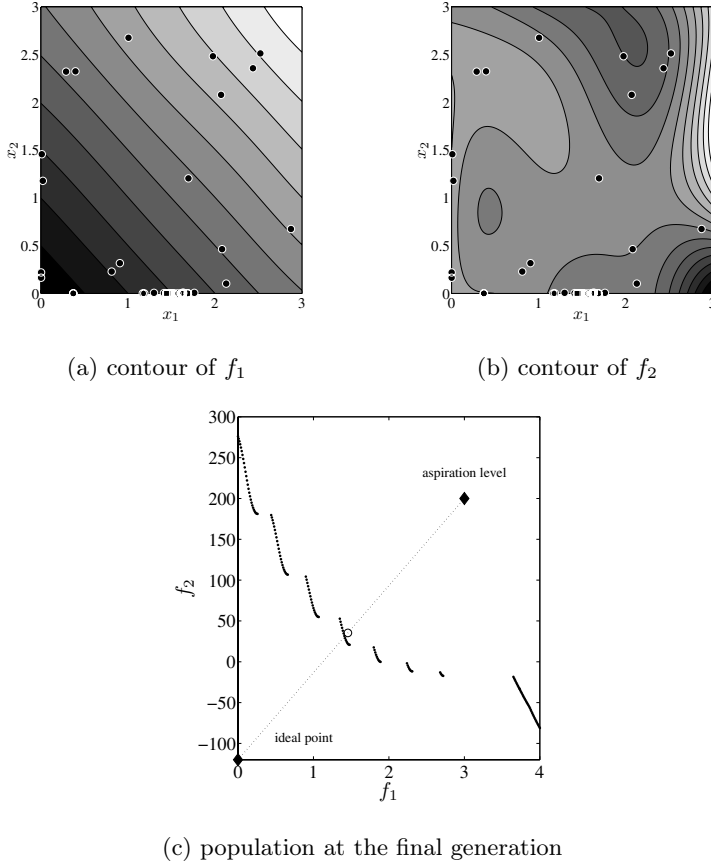 3
2.5
2
1.5
1
0.5
0
x2
0 1 2 3
x1
3
2.5
2
1.5
1
0.5
0
x2
0 1 2 3
x1
(a) contour of f1
(b) contour of f2
300
250
200
150
100
50
0
−50
−100
f2
aspiration level
ideal point
0 1 2 3 4
f1
(c) population at the final generation